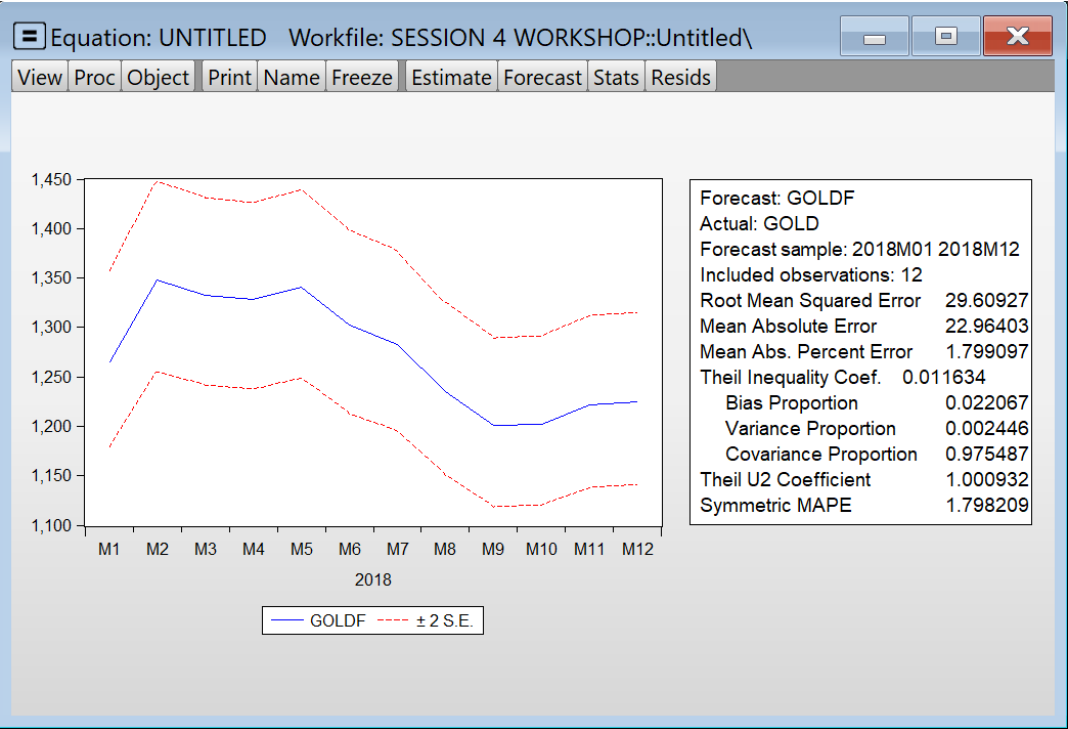 Equation: UNTITLED Workfile: SESSION 4 WORKSHOP::Untitled\
View Proc Object Print Name Freeze Estimate Forecast Stats Resids
1,450
1,400
1,350
1,300
1,250
1,200
1,150
1,100
M1 M2 M3 M4 M5 M6 M7 M8 M9 M10 M11 M12
2018
GOLDF ± 2 S.E.
Forecast: GOLDF
Actual: GOLD
Forecast sample: 2018M01 2018M12
Included observations: 12
Root Mean Squared Error 29.60927
Mean Absolute Error 22.96403
Mean Abs. Percent Error 1.799097
Theil Inequality Coef. 0.011634
Bias Proportion 0.022067
Variance Proportion 0.002446
Covariance Proportion 0.975487
Theil U2 Coefficient 1.000932
Symmetric MAPE 1.798209